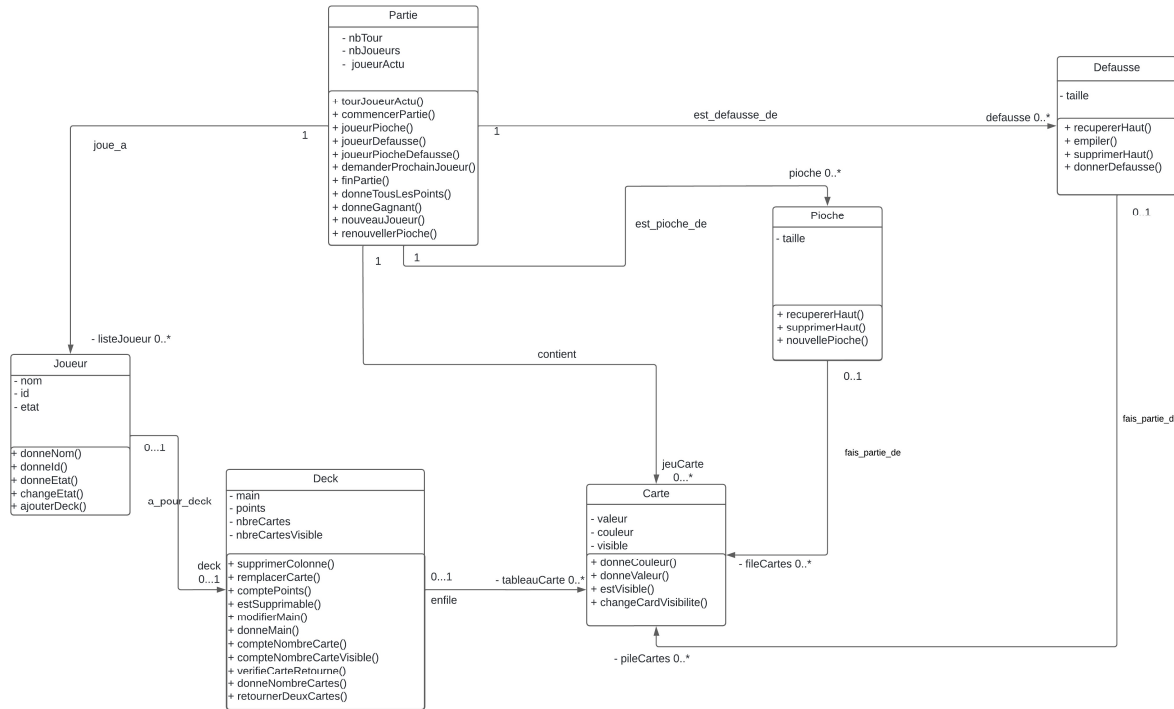 Partie
- nbTour
- nbJoueurs
- joueurActu
+ tourJoueurActu()
+ commencerPartie()
+ joueurPioche()
+ joueurDefausse()
+ joueurPiocheDefausse()
+ demanderProchainJoueur()
+ finPartie()
+ donneTousLesPoints()
+ donneGagnant()
+ nouveauJoueur()
+ renouvellerPioche()
1
joue_a
- listeJoueur 0..*
1
est_defausse_de
defausse 0..*
Defausse
- taille
+ recupererHaut()
+ empiler()
+ supprimerHaut()
+ donnerDefausse()
0..1
1
est_pioche_de
pioche 0..*
Pioche
- taille
+ recupererHaut()
+ supprimerHaut()
+ nouvellePioche()
0..1
1
contient
jeuCarte
0...*
Joueur
- nom
- id
- etat
+ donneNom()
+ donneId()
+ donneEtat()
+ changeEtat()
+ ajouterDeck()
0...1
a_pour_deck
deck
0...1
Deck
- main
- points
- nbreCartes
- nbreCartesVisible
+ supprimerColonne()
+ remplacerCarte()
+ comptePoints()
+ estSupprimable()
+ modifierMain()
+ donneMain()
+ compteNombreCarte()
+ compteNombreCarteVisible()
+ verifieCarteRetourne()
+ donneNombreCartes()
+ retournerDeuxCartes()
0...1
enfile
- tableauCarte 0..*
Carte
- valeur
- couleur
- visible
+ donneCouleur()
+ donneValeur()
+ estVisible()
+ changeCardVisibilite()
fais_partie_de
- fileCartes 0..*
fais_partie_d
- pileCartes 0..*